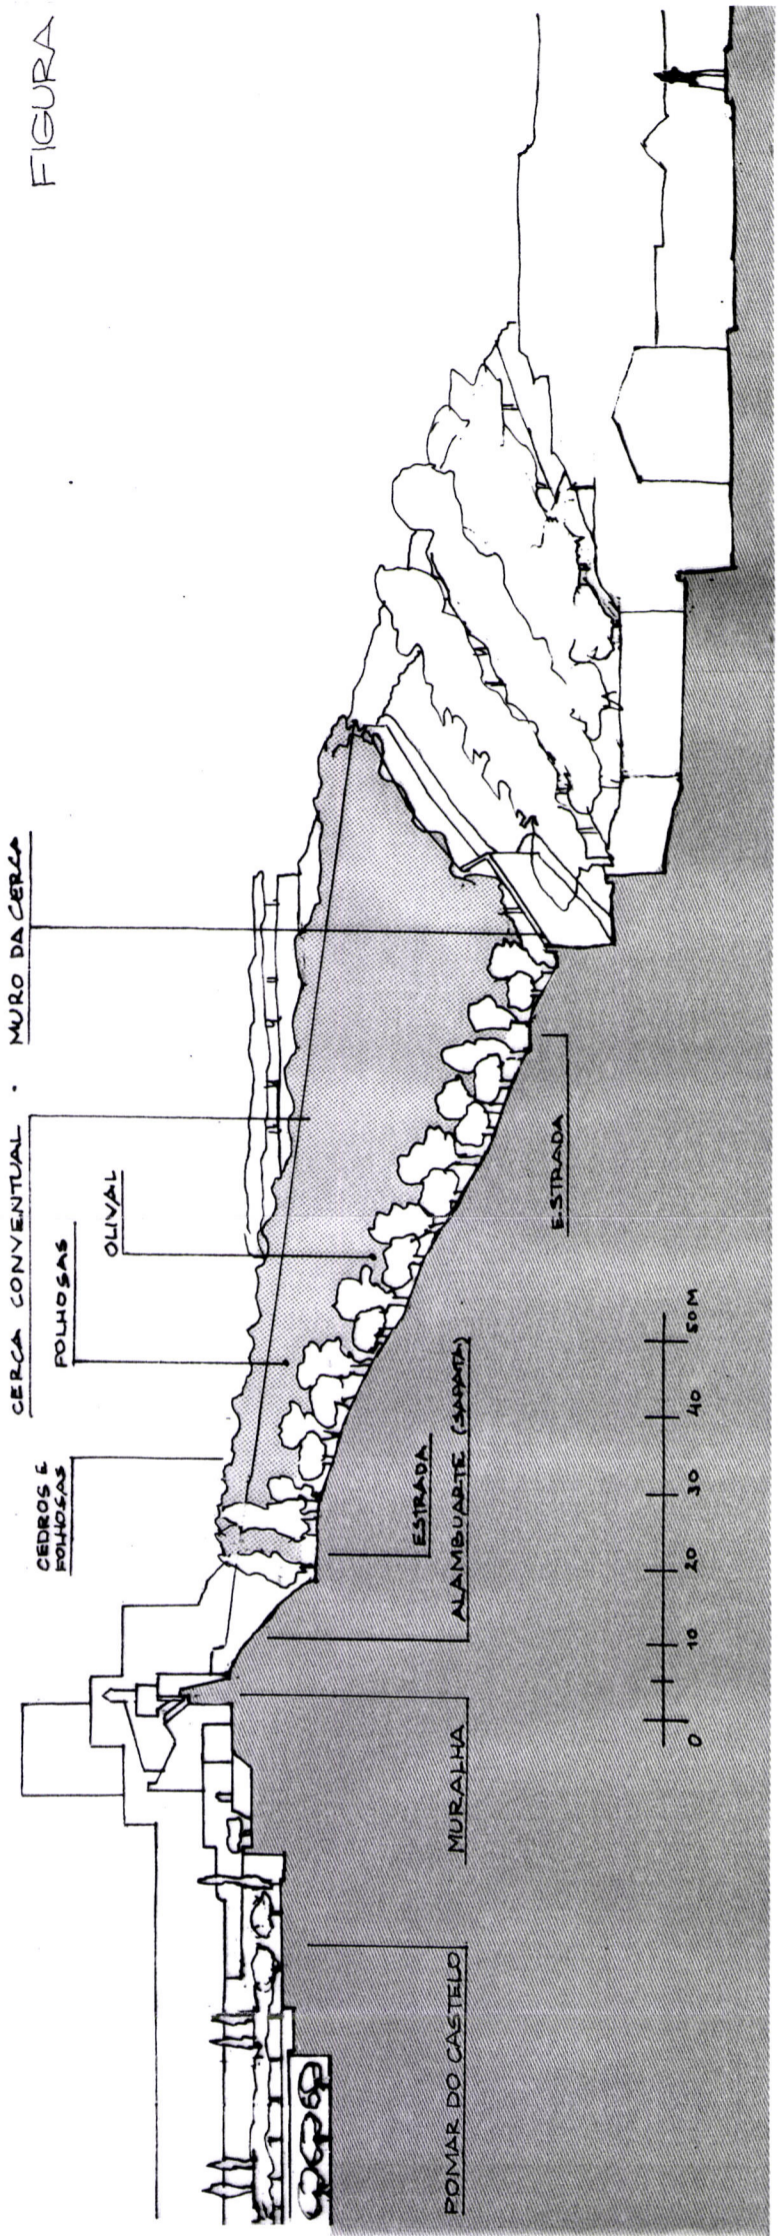 FIGURA
CERCA CONVENTUAL · MURO DA CERCA
CEDROS E
FOLHOSAS
FOLHOSAS
OLIVAL
ESTRADA
ESTRADA
ALAMBUARTE (SAPATA)
MURALHA
POMAR DO CASTELO
0 10 20 30 40 50 M